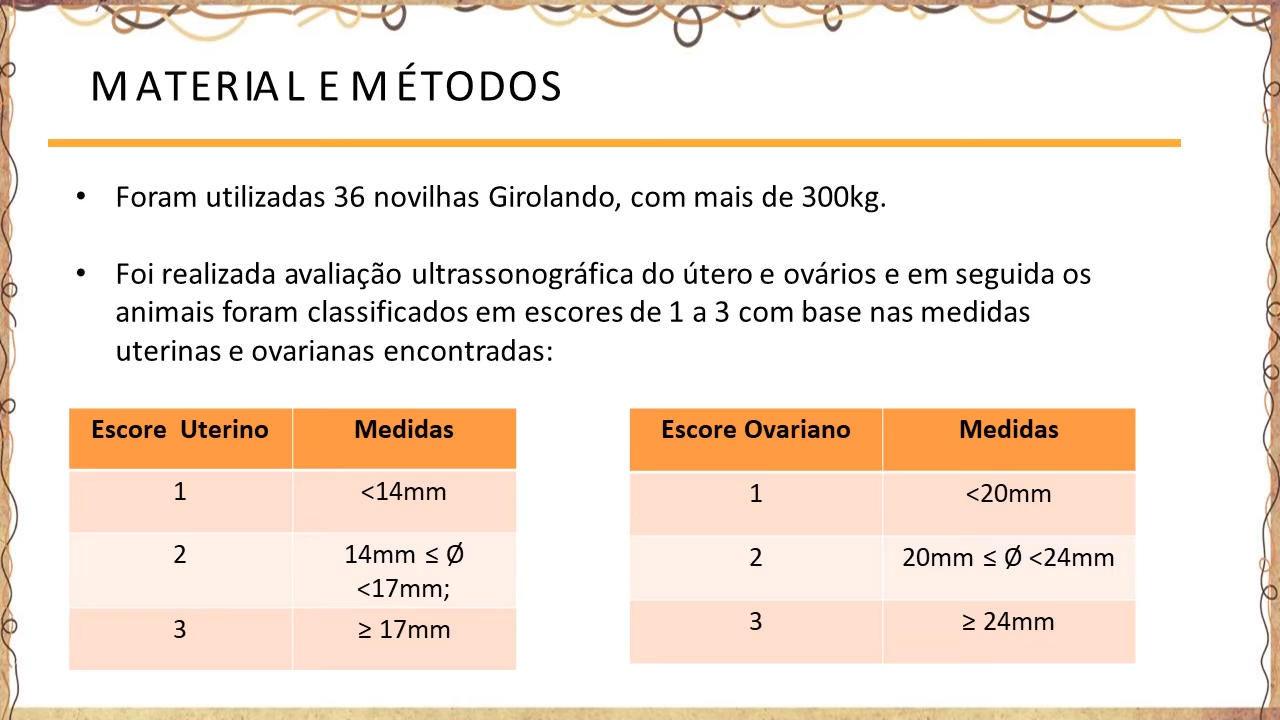 MATERIAL E MÉTODOS
• Foram utilizadas 36 novilhas Girolando, com mais de 300kg.
• Foi realizada avaliação ultrassonográfica do útero e ovários e em seguida os
animais foram classificados em escores de 1 a 3 com base nas medidas
uterinas e ovarianas encontradas:
Escore Uterino Medidas
1 <14mm
2 14mm ≤ Ø
<17mm;
3 ≥ 17mm
Escore Ovariano Medidas
1 <20mm
2 20mm ≤ Ø <24mm
3 ≥ 24mm